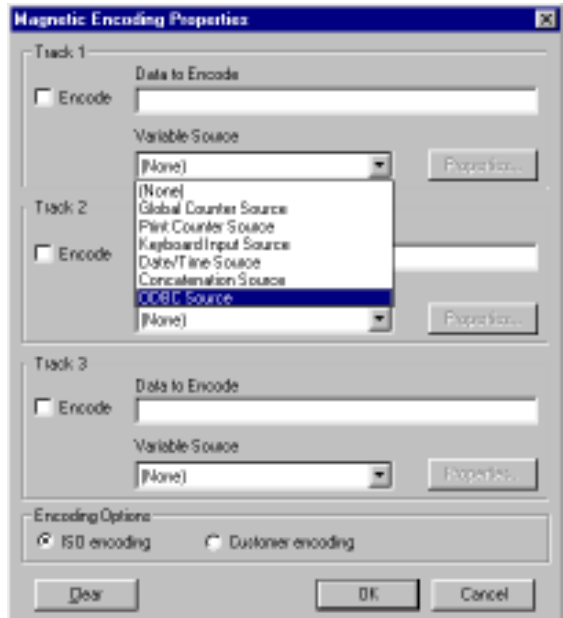 Magnetic Encoding Properties
Track 1
Data to Encode
Encode
Variable Source
(None)
Properties...
(None)
Global Counter Source
Print Counter Source
Keyboard Input Source
Date/Time Source
Concatenation Source
ODBC Source
Track 2
Encode
(None)
Properties...
Track 3
Data to Encode
Encode
Variable Source
(None)
Properties...
Encoding Options
ISO encoding
Customer encoding
Clear
OK
Cancel